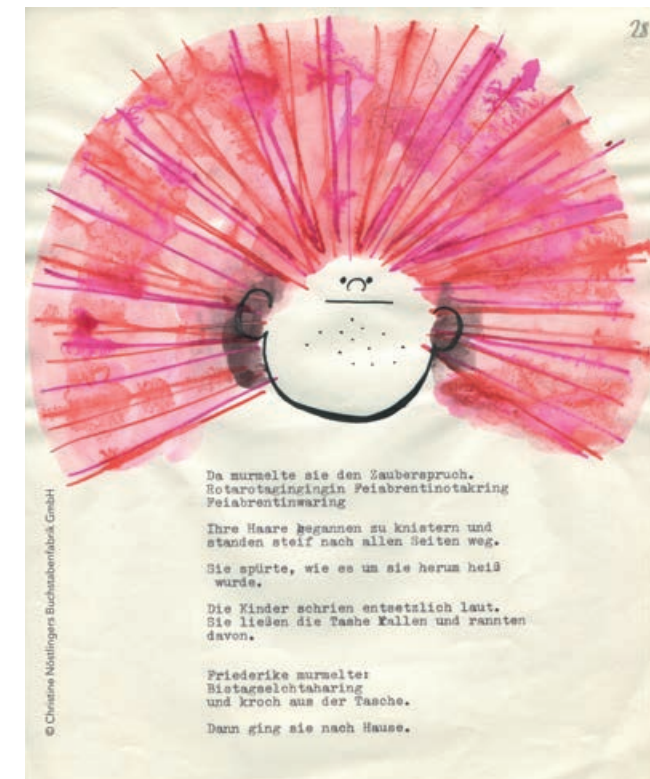 28
Da murmelte sie den Zauberspruch.
Rotarotagingingin Feiabrentinotakring
Feiabrentinwaring
Ihre Haare begannen zu knistern und
standen steif nach allen Seiten weg.
Sie spürte, wie es um sie herum heiß
wurde.
Die Kinder schrien entsetzlich laut.
Sie ließen die Tashe fallen und rannten
davon.
Friederike murmelte:
Bistagselchtaharing
und kroch aus der Tasche.
Dann ging sie nach Hause.
© Christine Nöstlingers Buchstabenfabrik GmbH